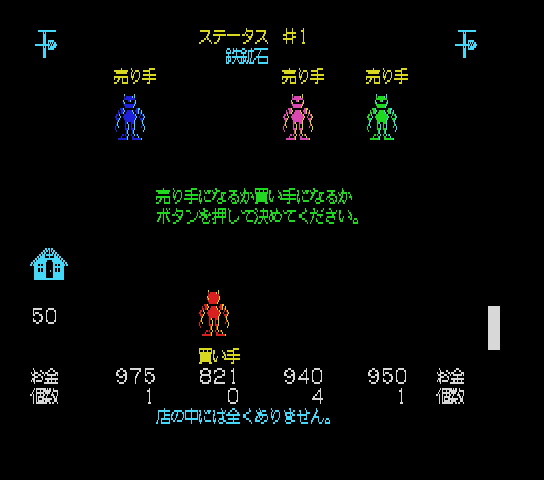 ステータス #1
鉄鉱石
売り手 売り手 売り手
売り手になるか買い手になるか
ボタンを押して決めてください。
50
買い手
お金 975 821 940 950 お金
個数 1 0 4 1 個数
店の中には全くありません。